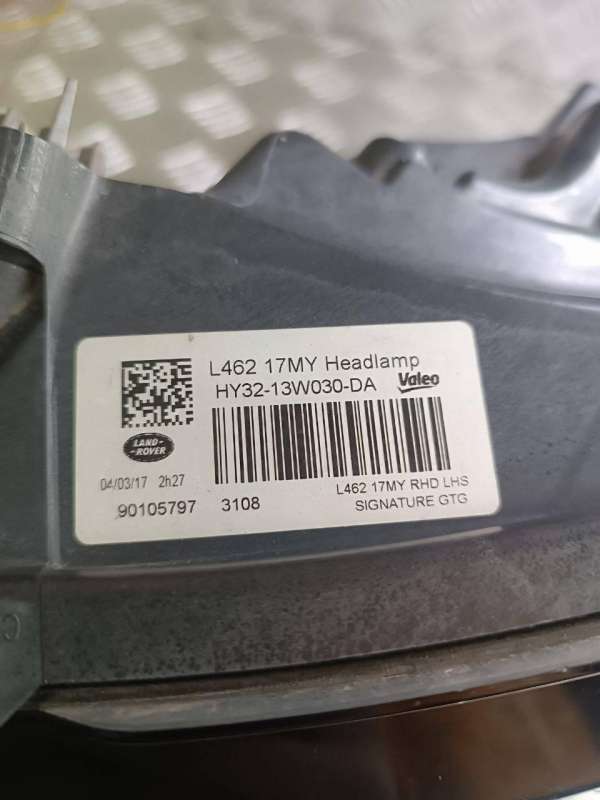 L462 17MY Headlamp
HY32-13W030-DA Valeo
LAND-
ROVER
04/03/17 2h27
L462 17MY RHD LHS
90105797 3108
SIGNATURE GTG